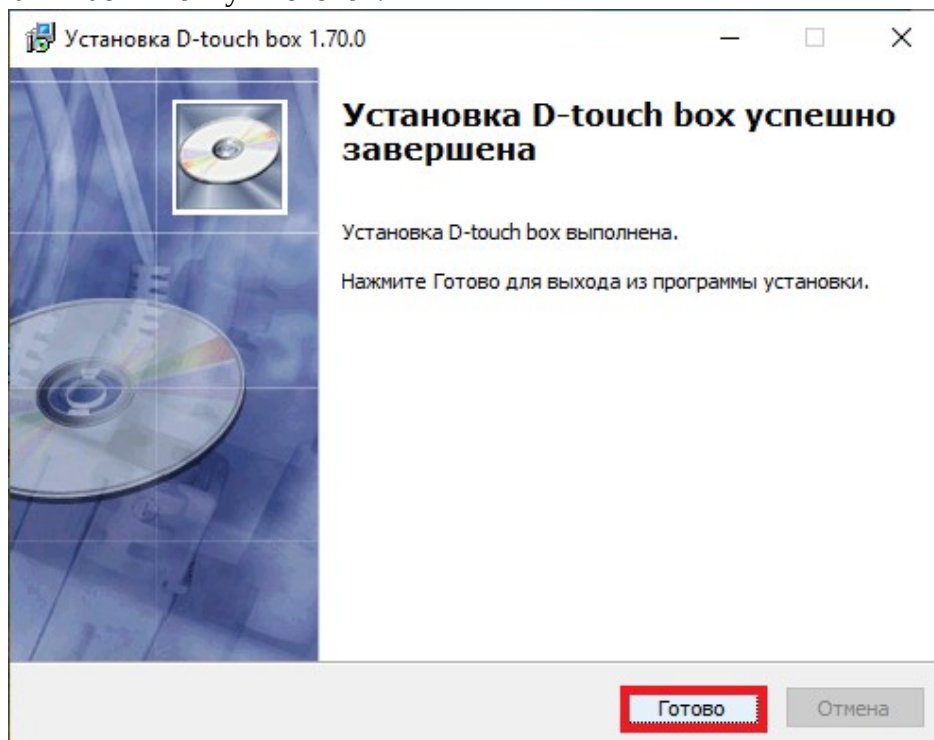 Установка D-touch box 1.70.0
Установка D-touch box успешно
завершена
Установка D-touch box выполнена.
Нажмите Готово для выхода из программы установки.
Готово
Отмена